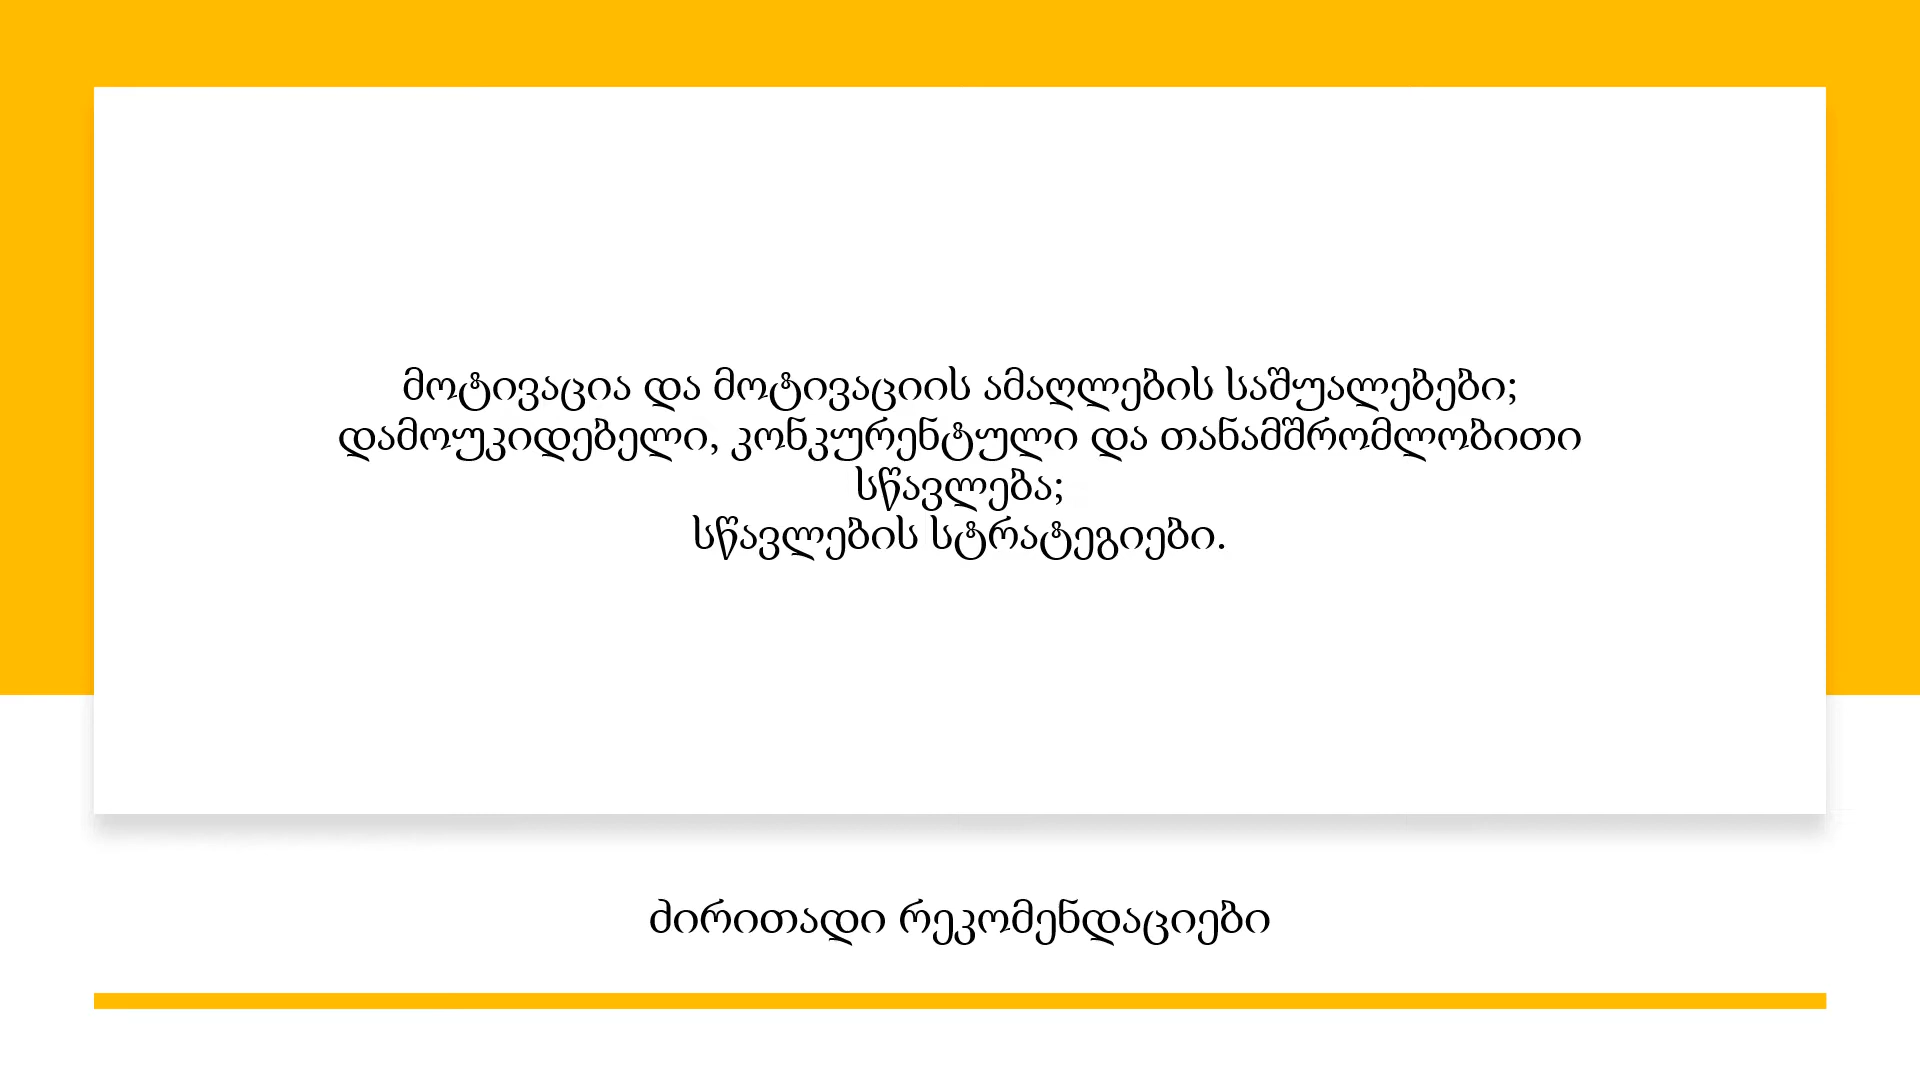 მოტივაცია და მოტივაციის ამაღლების საშუალებები;
დამოუკიდებელი, კონკურენტული და თანამშრომლობითი
სწავლება;
სწავლების სტრატეგიები.
ძირითადი რეკომენდაციები